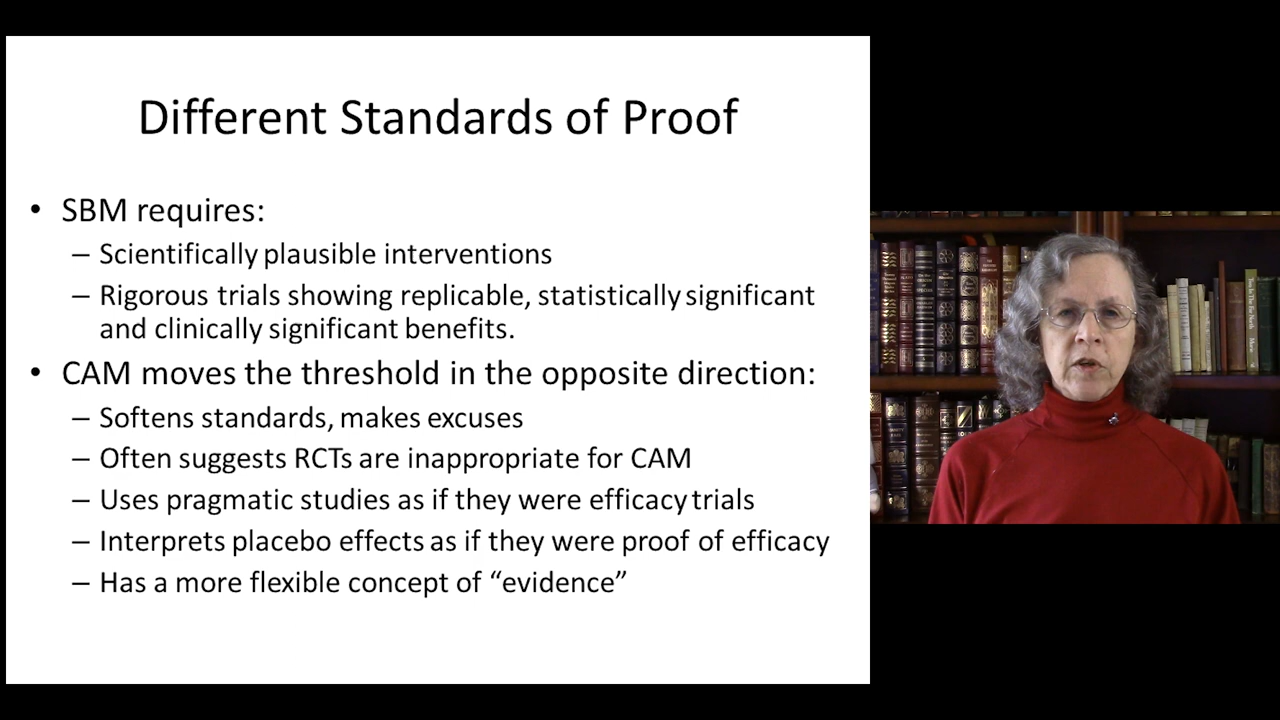 Different Standards of Proof
• SBM requires:
– Scientifically plausible interventions
– Rigorous trials showing replicable, statistically significant
and clinically significant benefits.
• CAM moves the threshold in the opposite direction:
– Softens standards, makes excuses
– Often suggests RCTs are inappropriate for CAM
– Uses pragmatic studies as if they were efficacy trials
– Interprets placebo effects as if they were proof of efficacy
– Has a more flexible concept of “evidence”